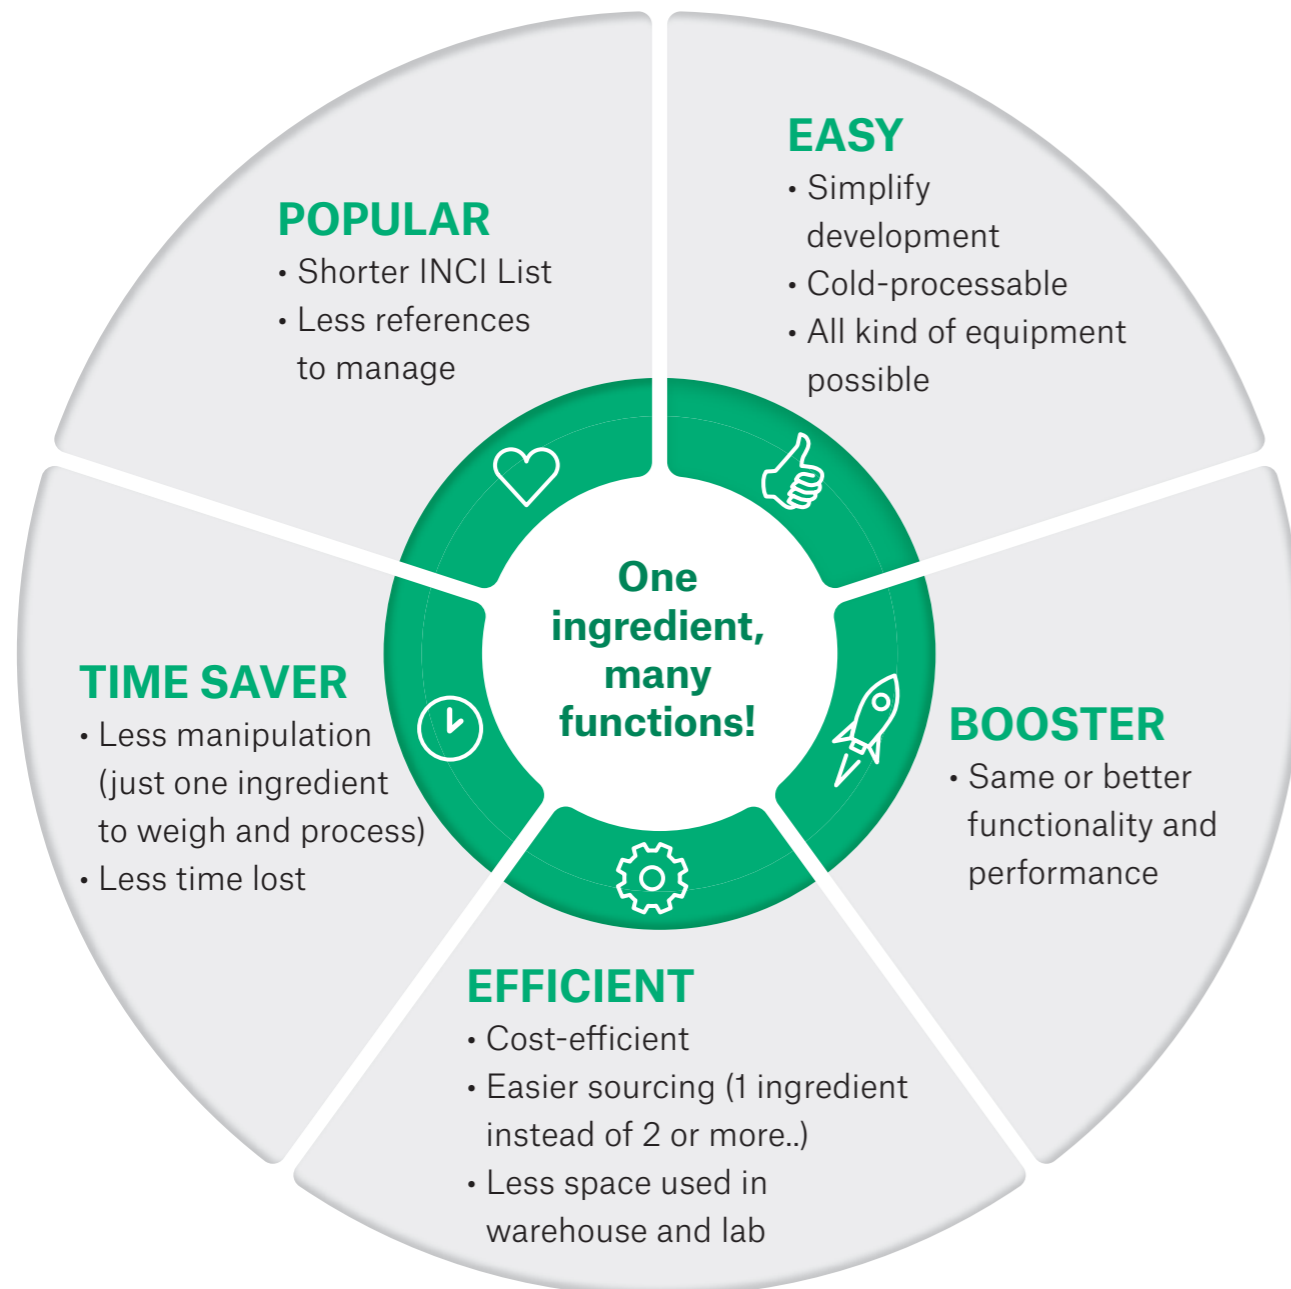 POPULAR
• Shorter INCI List
• Less references
to manage
EASY
• Simplify
development
• Cold-processable
• All kind of equipment
possible
One
ingredient,
many
functions!
TIME SAVER
• Less manipulation
(just one ingredient
to weigh and process)
• Less time lost
BOOSTER
• Same or better
functionality and
performance
EFFICIENT
• Cost-efficient
• Easier sourcing (1 ingredient
instead of 2 or more..)
• Less space used in
warehouse and lab